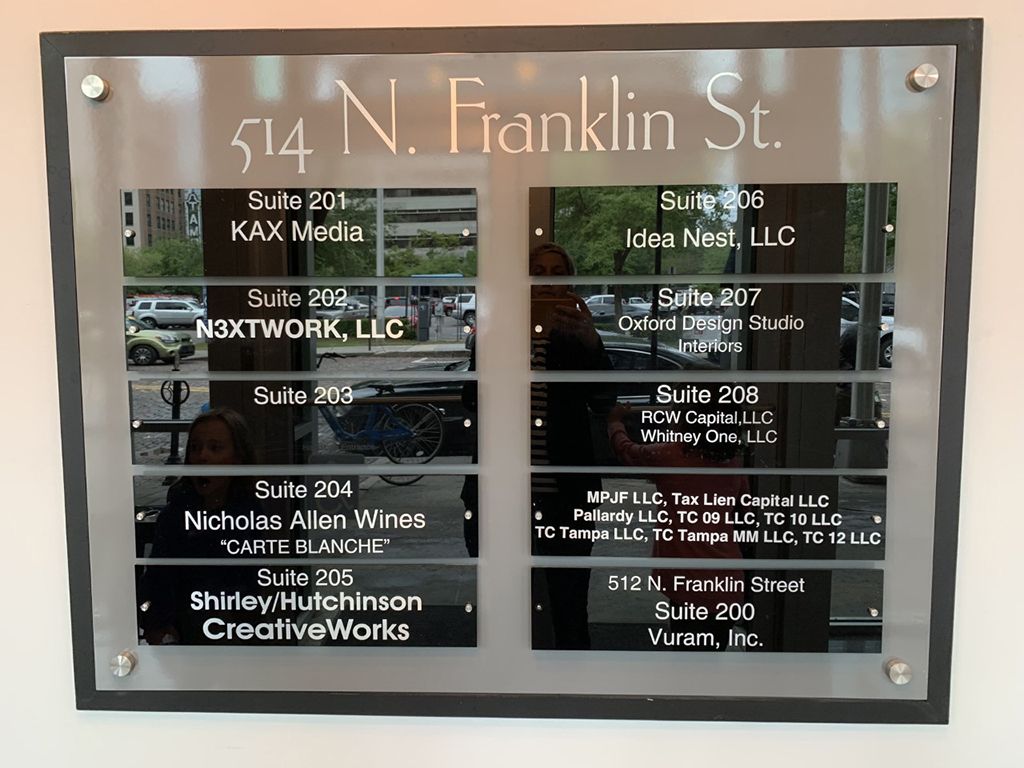 514 N. Franklin St.
Suite 201
KAX Media
Suite 202
N3XTWORK, LLC
Suite 203
Suite 204
Nicholas Allen Wines
“CARTE BLANCHE”
Suite 205
Shirley/Hutchinson
CreativeWorks
Suite 206
Idea Nest, LLC
Suite 207
Oxford Design Studio
Interiors
Suite 208
RCW Capital,LLC
Whitney One, LLC
MPJF LLC, Tax Lien Capital LLC
Pallardy LLC, TC 09 LLC, TC 10 LLC
TC Tampa LLC, TC Tampa MM LLC, TC 12 LLC
512 N. Franklin Street
Suite 200
Vuram, Inc.